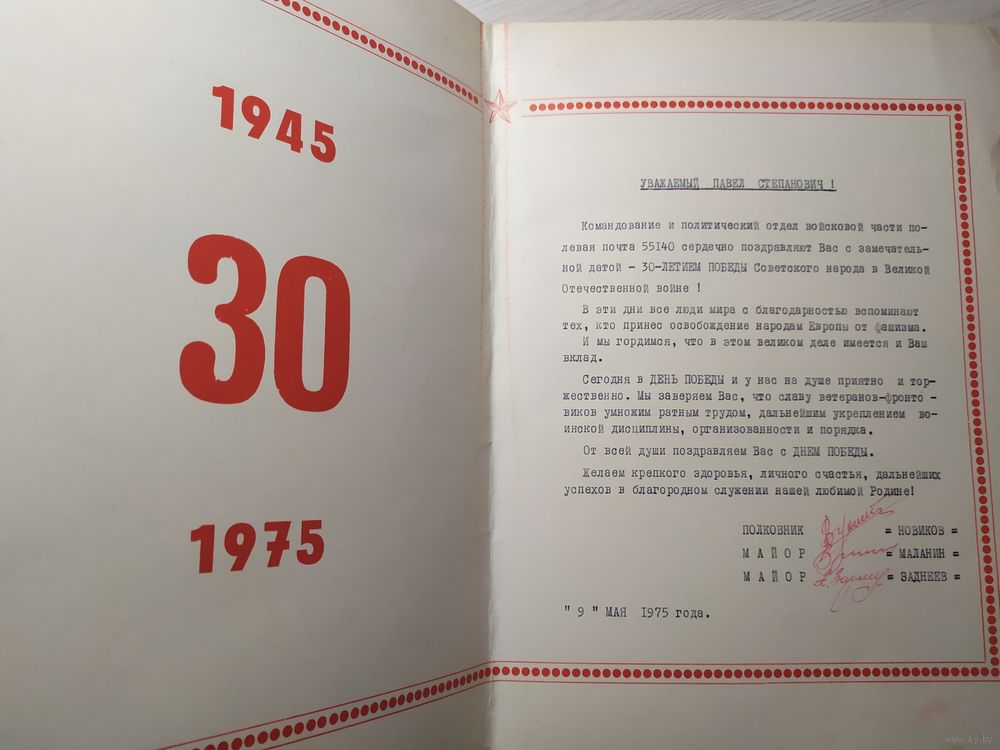 1945
30
1975
УВАЖАЕМЫЙ ПАВЕЛ СТЕПАНОВИЧ !
Командование и политический отдел войсковой части по-
левая почта 55I40 сердечно поздравляют Вас с замечатель-
ной датой - 30-ЛЕТИЕМ ПОБЕДЫ Советского народа в Великой
Отечественной войне !
В эти дни все люди мира с благодарностью вспоминают
тех, кто принес освобождение народам Европы от фашизма.
И мы гордимся, что в этом великом деле имеется и Ваш
вклад.
Сегодня в ДЕНЬ ПОБЕДЫ и у нас на душе приятно и тор-
жественно. Мы заверяем Вас, что славу ветеранов-фронто -
виков умножим ратным трудом, дальнейшим укреплением во-
инской дисциплины, организованности и порядка.
От всей души поздравляем Вас с ДНЕМ ПОБЕДЫ.
Желаем крепкого здоровья, личного счастья, дальнейших
успехов в благородном служении нашей любимой Родине!
ПОЛКОВНИК = НОВИКОВ =
М А Й О Р = МАЛАНИН =
М А Й О Р = ЗАДНЕЕВ =
" 9 " МАЯ I975 года.
www.ay.by